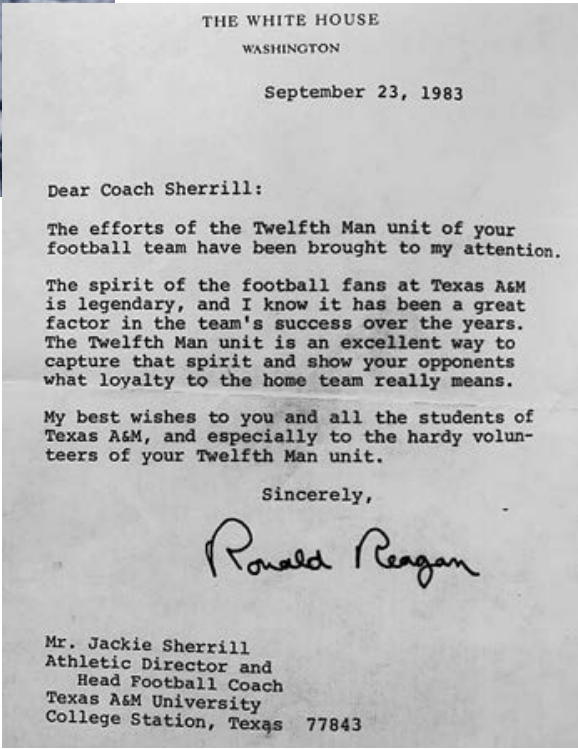 THE WHITE HOUSE
WASHINGTON
September 23, 1983
Dear Coach Sherrill:
The efforts of the Twelfth Man unit of your
football team have been brought to my attention.
The spirit of the football fans at Texas A&M
is legendary, and I know it has been a great
factor in the team's success over the years.
The Twelfth Man unit is an excellent way to
capture that spirit and show your opponents
what loyalty to the home team really means.
My best wishes to you and all the students of
Texas A&M, and especially to the hardy volun-
teers of your Twelfth Man unit.
Sincerely,
Ronald Reagan
Mr. Jackie Sherrill
Athletic Director and
Head Football Coach
Texas A&M University
College Station, Texas 77843